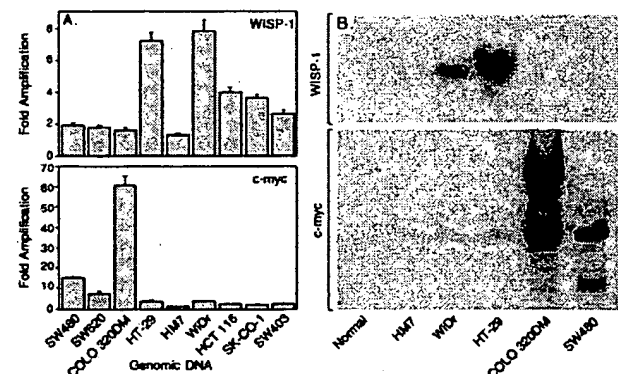 A
WISP-1
Fold Amplification
8
6
4
2
0
c-myc
Fold Amplification
70
60
50
40
30
20
10
0
SW480
SW620
COLO 320DM
HT-29
HM7
WiDr
HCT 116
SK-CO-1
SW403
Genomic DNA
B
WISP-1
c-myc
Normal
HM7
WiDr
HT-29
COLO 320DM
SW480